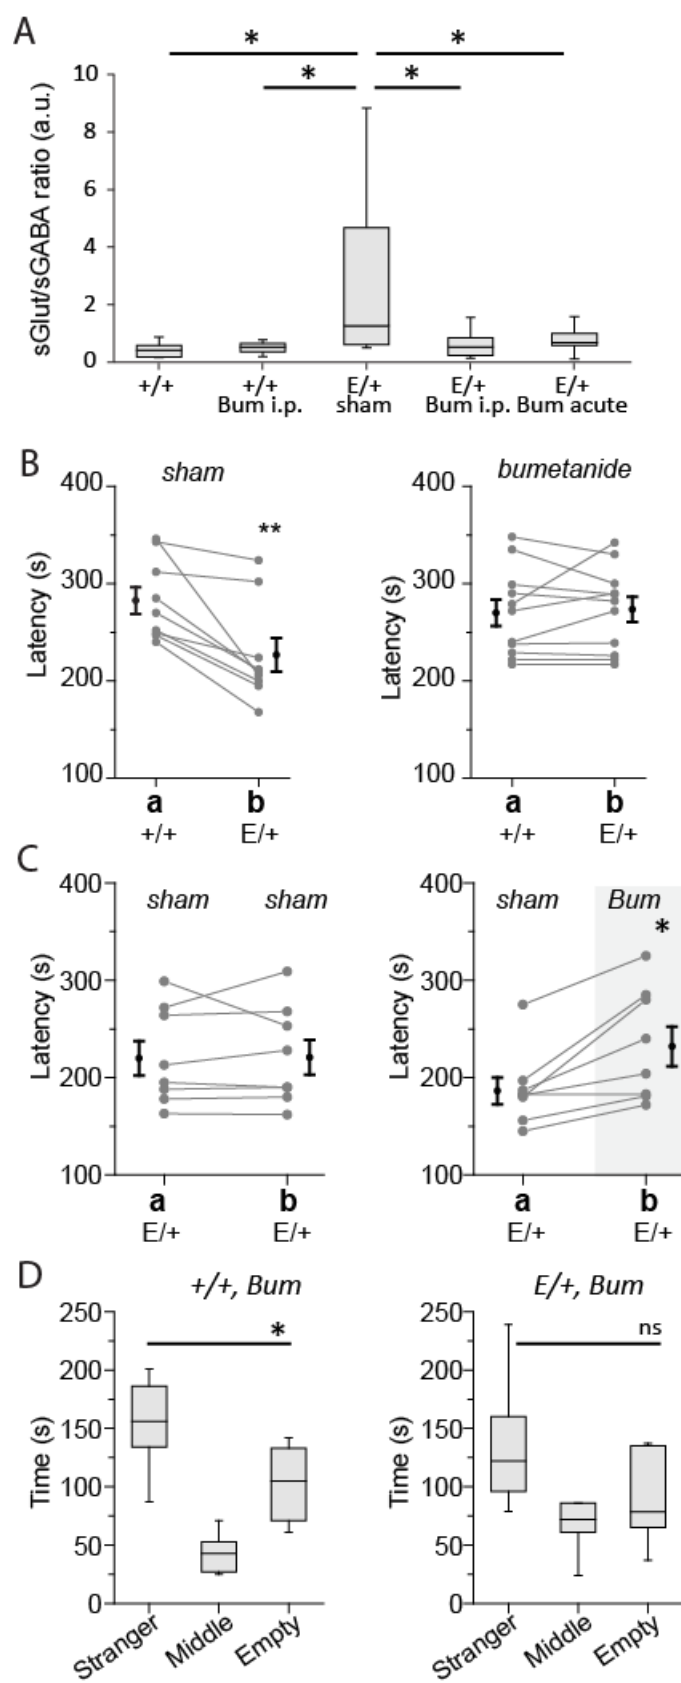 A
* *
* *
sGlut/sGABA ratio (a.u.)
10
8
6
4
2
0
+/+ +/+ E/+ E/+ E/+
Bum i.p. sham Bum i.p. Bum acute
B
sham bumetanide
400 400
** 
Latency (s) Latency (s)
300 300
200 200
100 100
a b a b
+/+ E/+ +/+ E/+
C
400 400
sham sham sham Bum
*
Latency (s) Latency (s)
300 300
200 200
100 100
a b a b
E/+ E/+ E/+ E/+
D
+/+, Bum E/+, Bum
250 250
* ns
200 200
Time (s) Time (s)
150 150
100 100
50 50
0 0
Stranger Middle Empty Stranger Middle Empty